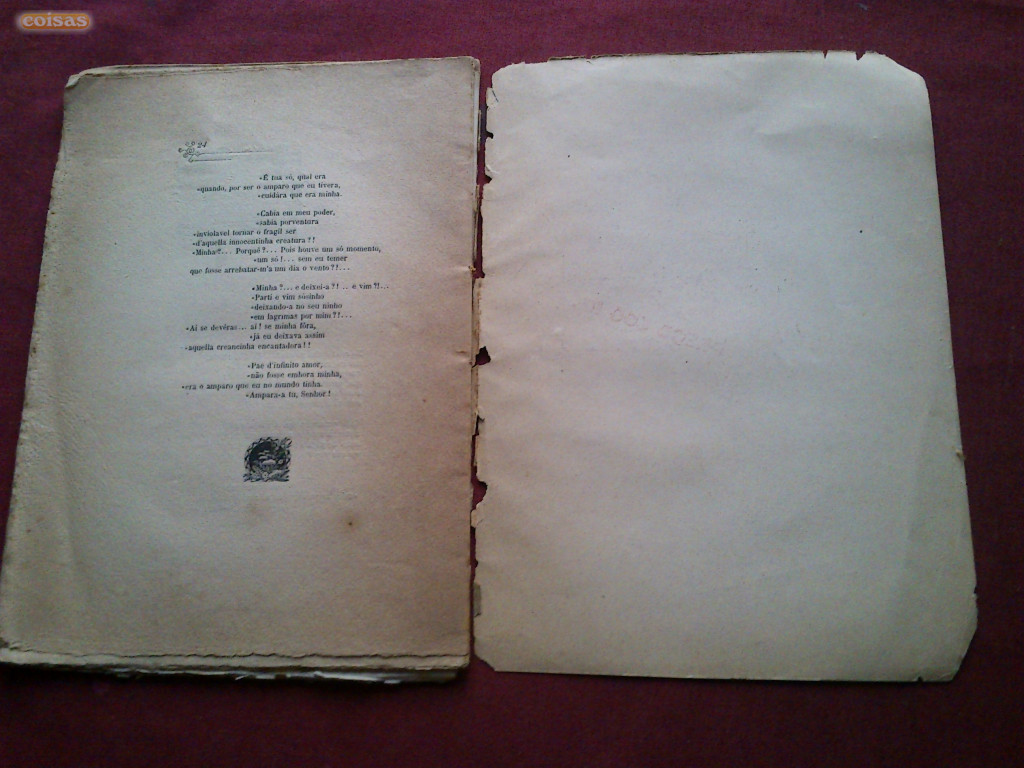 coisas
24
«É tua só, qual era
«quando, por ser o amparo que eu tivera,
«cuidára que era minha.
«Cabia em meu poder,
«sabia porventura
«inviolavel tornar o fragil ser
«d'aquella innocentinha creatura?!
«Minha?... Porquê?... Pois houve um só momento,
«um só!... sem eu temer
que fosse arrebatar-m'a um dia o vento?!...
«Minha?... e deixei-a?! .. e vim?!...
«Parti e vim sósinho
«deixando-a no seu ninho
«em lagrimas por mim?!...
«Ai se devéras... ai! se minha fôra,
«já eu deixava assim
«aquella creancinha encantadora!!
«Pae d'infinito amor,
«não fosse embora minha,
«era o amparo que eu no mundo tinha.
«Ampara-a tu, Senhor!